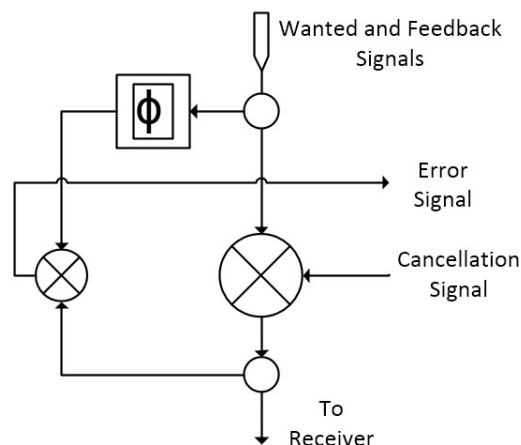 Wanted and Feedback
Signals
ϕ
Error
Signal
Cancellation
Signal
To
Receiver